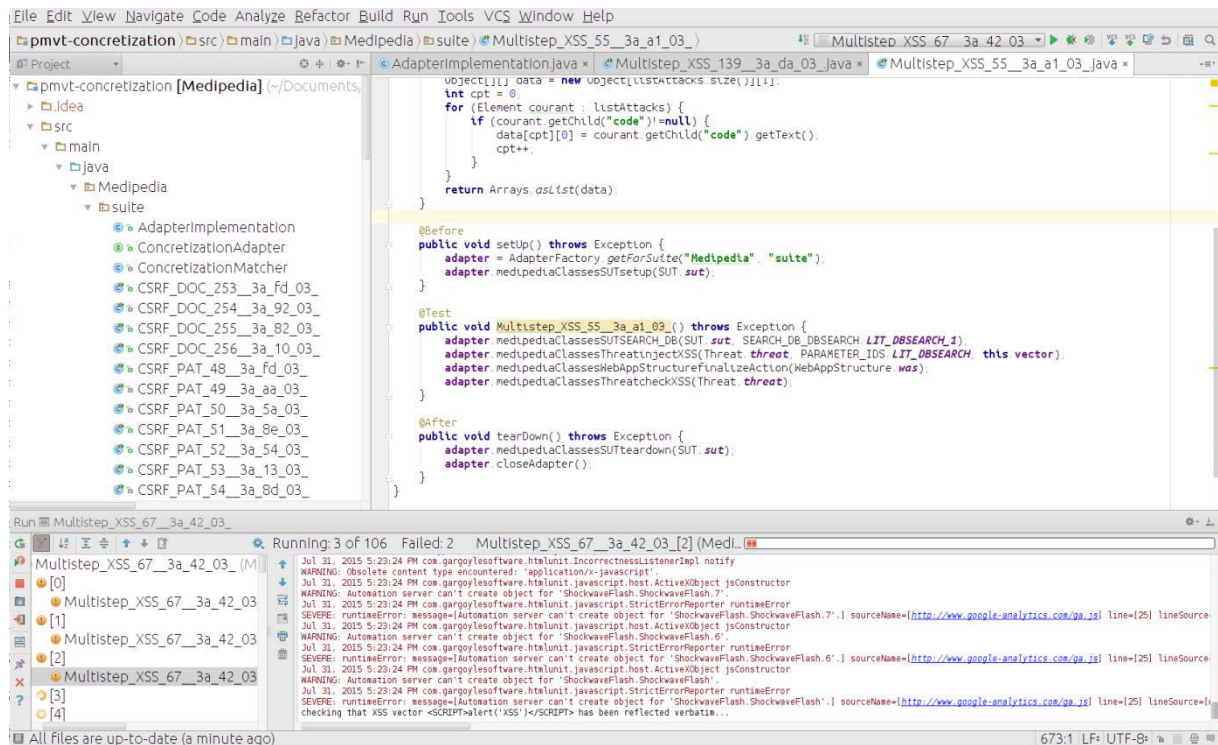 File Edit View Navigate Code Analyze Refactor Build Run Tools VCS Window Help
pmvt-concretization src main java Medipedia suite Multistep_XSS_55__3a_a1_03_
Multistep XSS 67 3a 42 03
Project
AdapterImplementation.java × Multistep_XSS_139__3a_da_03_.java × Multistep_XSS_55__3a_a1_03_.java ×
pmvt-concretization [Medipedia] (~/Documents/
.idea
src
main
java
Medipedia
suite
AdapterImplementation
ConcretizationAdapter
ConcretizationMatcher
CSRF_DOC_253__3a_fd_03_
CSRF_DOC_254__3a_92_03_
CSRF_DOC_255__3a_82_03_
CSRF_DOC_256__3a_10_03_
CSRF_PAT_48__3a_fd_03_
CSRF_PAT_49__3a_aa_03_
CSRF_PAT_50__3a_5a_03_
CSRF_PAT_51__3a_8e_03_
CSRF_PAT_52__3a_54_03_
CSRF_PAT_53__3a_13_03_
CSRF_PAT_54__3a_8d_03_
Object[][] data = new Object[listAttacks.size()][1];
int cpt = 0;
for (Element courant : listAttacks) {
if (courant.getChild("code")!=null) {
data[cpt][0] = courant.getChild("code").getText();
cpt++;
}
}
return Arrays.asList(data);
}
@Before
public void setUp() throws Exception {
adapter = AdapterFactory.getForSuite("Medipedia", "suite");
adapter.medipediaClassesSUTsetup(SUT.sut);
}
@Test
public void Multistep_XSS_55__3a_a1_03_() throws Exception {
adapter.medipediaClassesSUTSEARCH_DB(SUT.sut, SEARCH_DB_DBSEARCH.LIT_DBSEARCH_1);
adapter.medipediaClassesThreatinjectXSS(Threat.threat, PARAMETER_IDS.LIT_DBSEARCH, this.vector);
adapter.medipediaClassesWebAppStructurefinalizeAction(WebAppStructure.was);
adapter.medipediaClassesThreatcheckXSS(Threat.threat);
}
@After
public void tearDown() throws Exception {
adapter.medipediaClassesSUTteardown(SUT.sut);
adapter.closeAdapter();
}
}
Run Multistep_XSS_67__3a_42_03_
Running: 3 of 106 Failed: 2 Multistep_XSS_67__3a_42_03_[2] (Medi...
Multistep_XSS_67__3a_42_03_ (M
[0]
Multistep_XSS_67__3a_42_03
[1]
Multistep_XSS_67__3a_42_03
[2]
Multistep_XSS_67__3a_42_03
[3]
[4]
Jul 31, 2015 5:23:24 PM com.gargoylesoftware.htmlunit.IncorrectnessListenerImpl notify
WARNING: Obsolete content type encountered: 'application/x-javascript'.
Jul 31, 2015 5:23:24 PM com.gargoylesoftware.htmlunit.javascript.host.ActiveXObject jsConstructor
WARNING: Automation server can't create object for 'ShockwaveFlash.ShockwaveFlash.7'.
Jul 31, 2015 5:23:24 PM com.gargoylesoftware.htmlunit.javascript.StrictErrorReporter runtimeError
SEVERE: runtimeError: message=[Automation server can't create object for 'ShockwaveFlash.ShockwaveFlash.7'.] sourceName=[http://www.google-analytics.com/ga.js] line=[25] lineSource=
Jul 31, 2015 5:23:24 PM com.gargoylesoftware.htmlunit.javascript.host.ActiveXObject jsConstructor
WARNING: Automation server can't create object for 'ShockwaveFlash.ShockwaveFlash.6'.
Jul 31, 2015 5:23:24 PM com.gargoylesoftware.htmlunit.javascript.StrictErrorReporter runtimeError
SEVERE: runtimeError: message=[Automation server can't create object for 'ShockwaveFlash.ShockwaveFlash.6'.] sourceName=[http://www.google-analytics.com/ga.js] line=[25] lineSource=
Jul 31, 2015 5:23:24 PM com.gargoylesoftware.htmlunit.javascript.host.ActiveXObject jsConstructor
WARNING: Automation server can't create object for 'ShockwaveFlash.ShockwaveFlash'.
Jul 31, 2015 5:23:24 PM com.gargoylesoftware.htmlunit.javascript.StrictErrorReporter runtimeError
SEVERE: runtimeError: message=[Automation server can't create object for 'ShockwaveFlash.ShockwaveFlash'.] sourceName=[http://www.google-analytics.com/ga.js] line=[25] lineSource=[
checking that XSS vector <SCRIPT>alert('XSS')</SCRIPT> has been reflected verbatim...
All files are up-to-date (a minute ago)
673:1 LF UTF-8